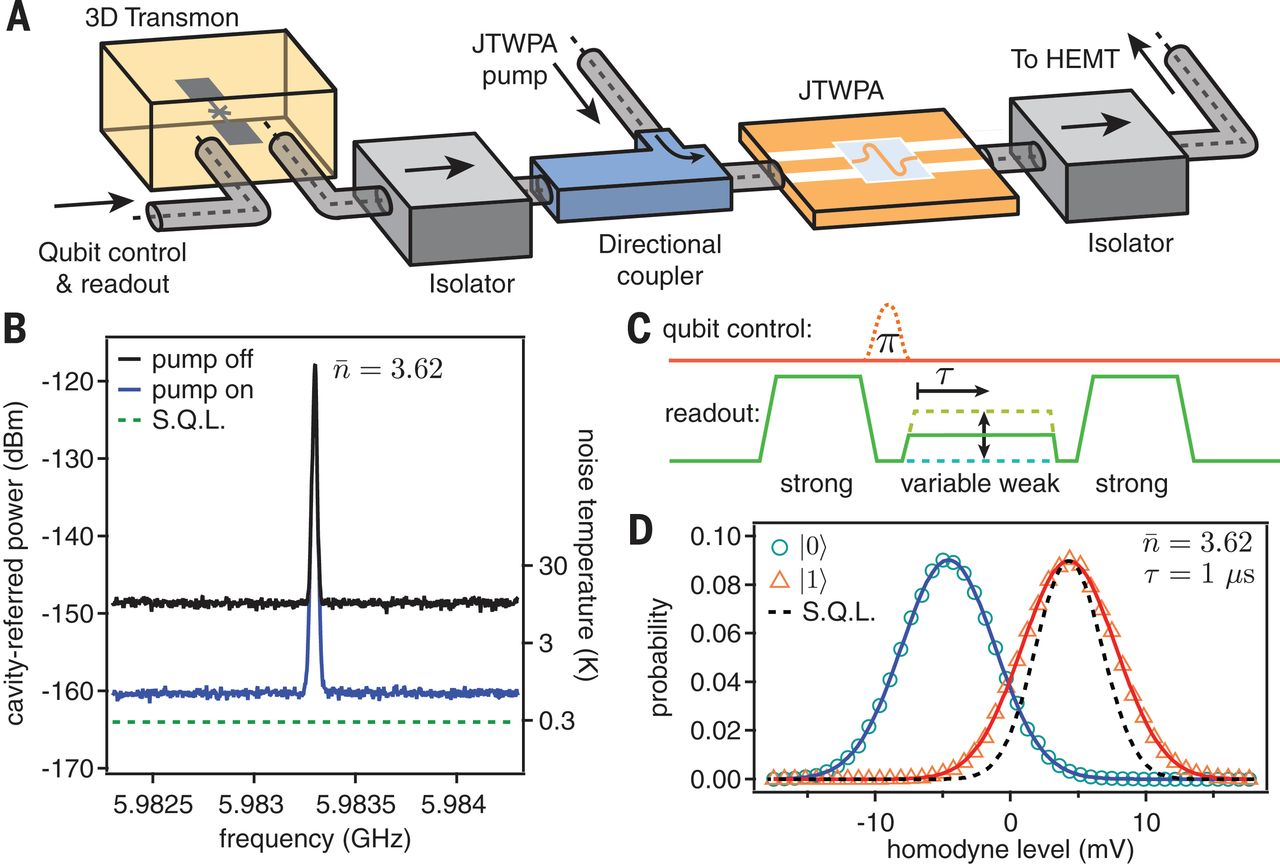 A
3D Transmon
JTWPA
pump
JTWPA
To HEMT
Qubit control
& readout
Isolator
Directional
coupler
Isolator
B
pump off
pump on
S.Q.L.
n̄ = 3.62
cavity-referred power (dBm)
-120
-130
-140
-150
-160
-170
30
3
0.3
noise temperature (K)
5.9825
5.983
5.9835
5.984
frequency (GHz)
C
qubit control:
π
τ
readout:
strong
variable weak
strong
D
|0⟩
|1⟩
S.Q.L.
n̄ = 3.62
τ = 1 μs
probability
0.10
0.08
0.06
0.04
0.02
0.00
-10
0
10
homodyne level (mV)